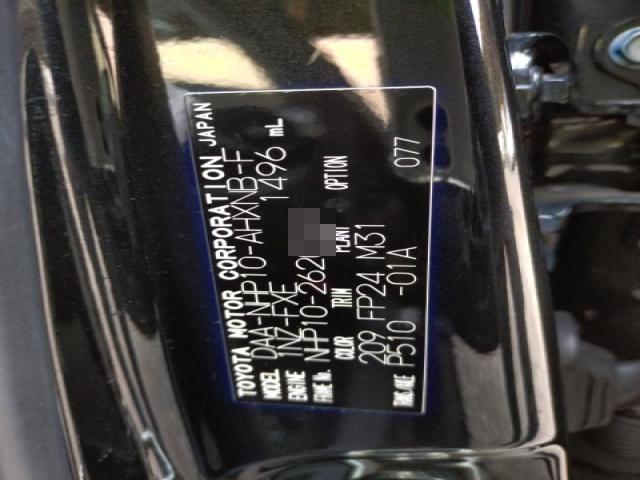 TOYOTA MOTOR CORPORATION JAPAN
MODEL DAA-NHP10-AHXNB-F
ENGINE 1NZ-FXE 1496 mL
FRAME No. NHP10-262
COLOR TRIM PLANT OPTION
209 FP24 M31 077
TRANS./AXLE P510 -01A